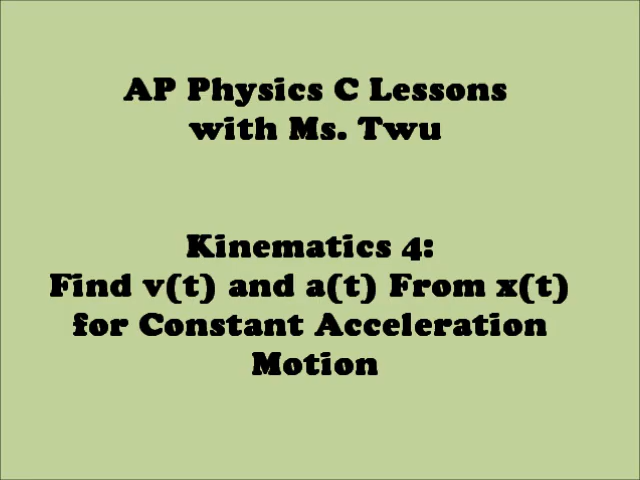 AP Physics C Lessons
with Ms. Twu
Kinematics 4:
Find v(t) and a(t) From x(t)
for Constant Acceleration
Motion